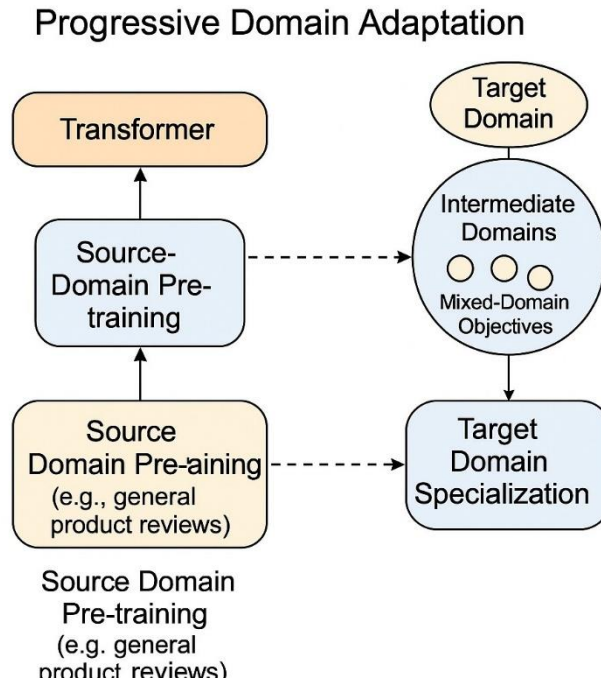 Progressive Domain Adaptation
Transformer
Source-
Domain Pre-
training
Source
Domain Pre-aining
(e.g., general
product reviews)
Source Domain
Pre-training
(e.g. general
product reviews)
Target
Domain
Intermediate
Domains
Mixed-Domain
Objectives
Target
Domain
Specialization